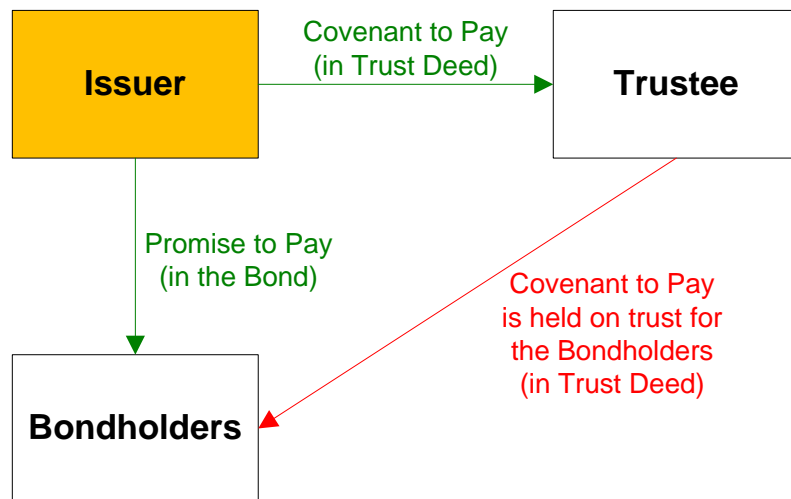 Covenant to Pay
(in Trust Deed)
Issuer
Trustee
Promise to Pay
(in the Bond)
Covenant to Pay
is held on trust for
the Bondholders
(in Trust Deed)
Bondholders